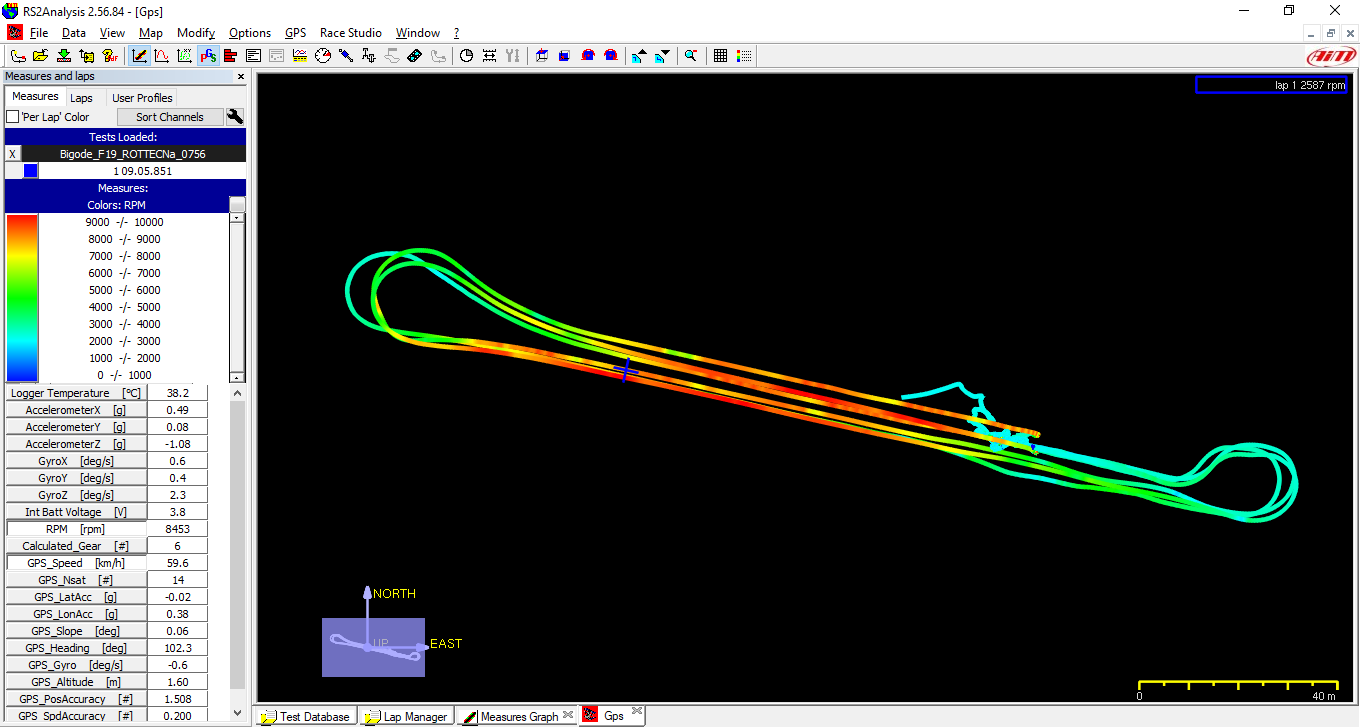 RS2Analysis 2.56.84 - [Gps]
File Data View Map Modify Options GPS Race Studio Window ?
AiM
Measures and laps
Measures Laps User Profiles
'Per Lap' Color Sort Channels
Tests Loaded:
X Bigode_F19_ROTTECNa_0756
1 09.05.851
Measures:
Colors: RPM
9000 -/- 10000
8000 -/- 9000
7000 -/- 8000
6000 -/- 7000
5000 -/- 6000
4000 -/- 5000
3000 -/- 4000
2000 -/- 3000
1000 -/- 2000
0 -/- 1000
Logger Temperature [°C] 38.2
AccelerometerX [g] 0.49
AccelerometerY [g] 0.08
AccelerometerZ [g] -1.08
GyroX [deg/s] 0.6
GyroY [deg/s] 0.4
GyroZ [deg/s] 2.3
Int Batt Voltage [V] 3.8
RPM [rpm] 8453
Calculated_Gear [#] 6
GPS_Speed [km/h] 59.6
GPS_Nsat [#] 14
GPS_LatAcc [g] -0.02
GPS_LonAcc [g] 0.38
GPS_Slope [deg] 0.06
GPS_Heading [deg] 102.3
GPS_Gyro [deg/s] -0.6
GPS_Altitude [m] 1.60
GPS_PosAccuracy [#] 1.508
GPS_SpdAccuracy [#] 0.200
lap 1 2587 rpm
NORTH
UP
EAST
0 40 m
Test Database Lap Manager Measures Graph Gps